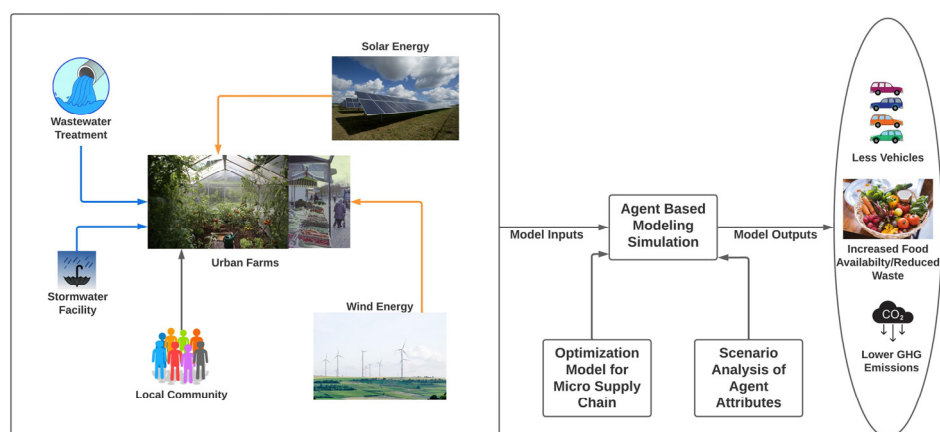 Solar Energy
Wastewater
Treatment
Urban Farms
Stormwater
Facility
Wind Energy
Local Community
Model Inputs
Agent Based
Modeling
Simulation
Model Outputs
Optimization
Model for
Micro Supply
Chain
Scenario
Analysis of
Agent
Attributes
Less Vehicles
Increased Food
Availabilty/Reduced
Waste
CO₂
Lower GHG
Emissions